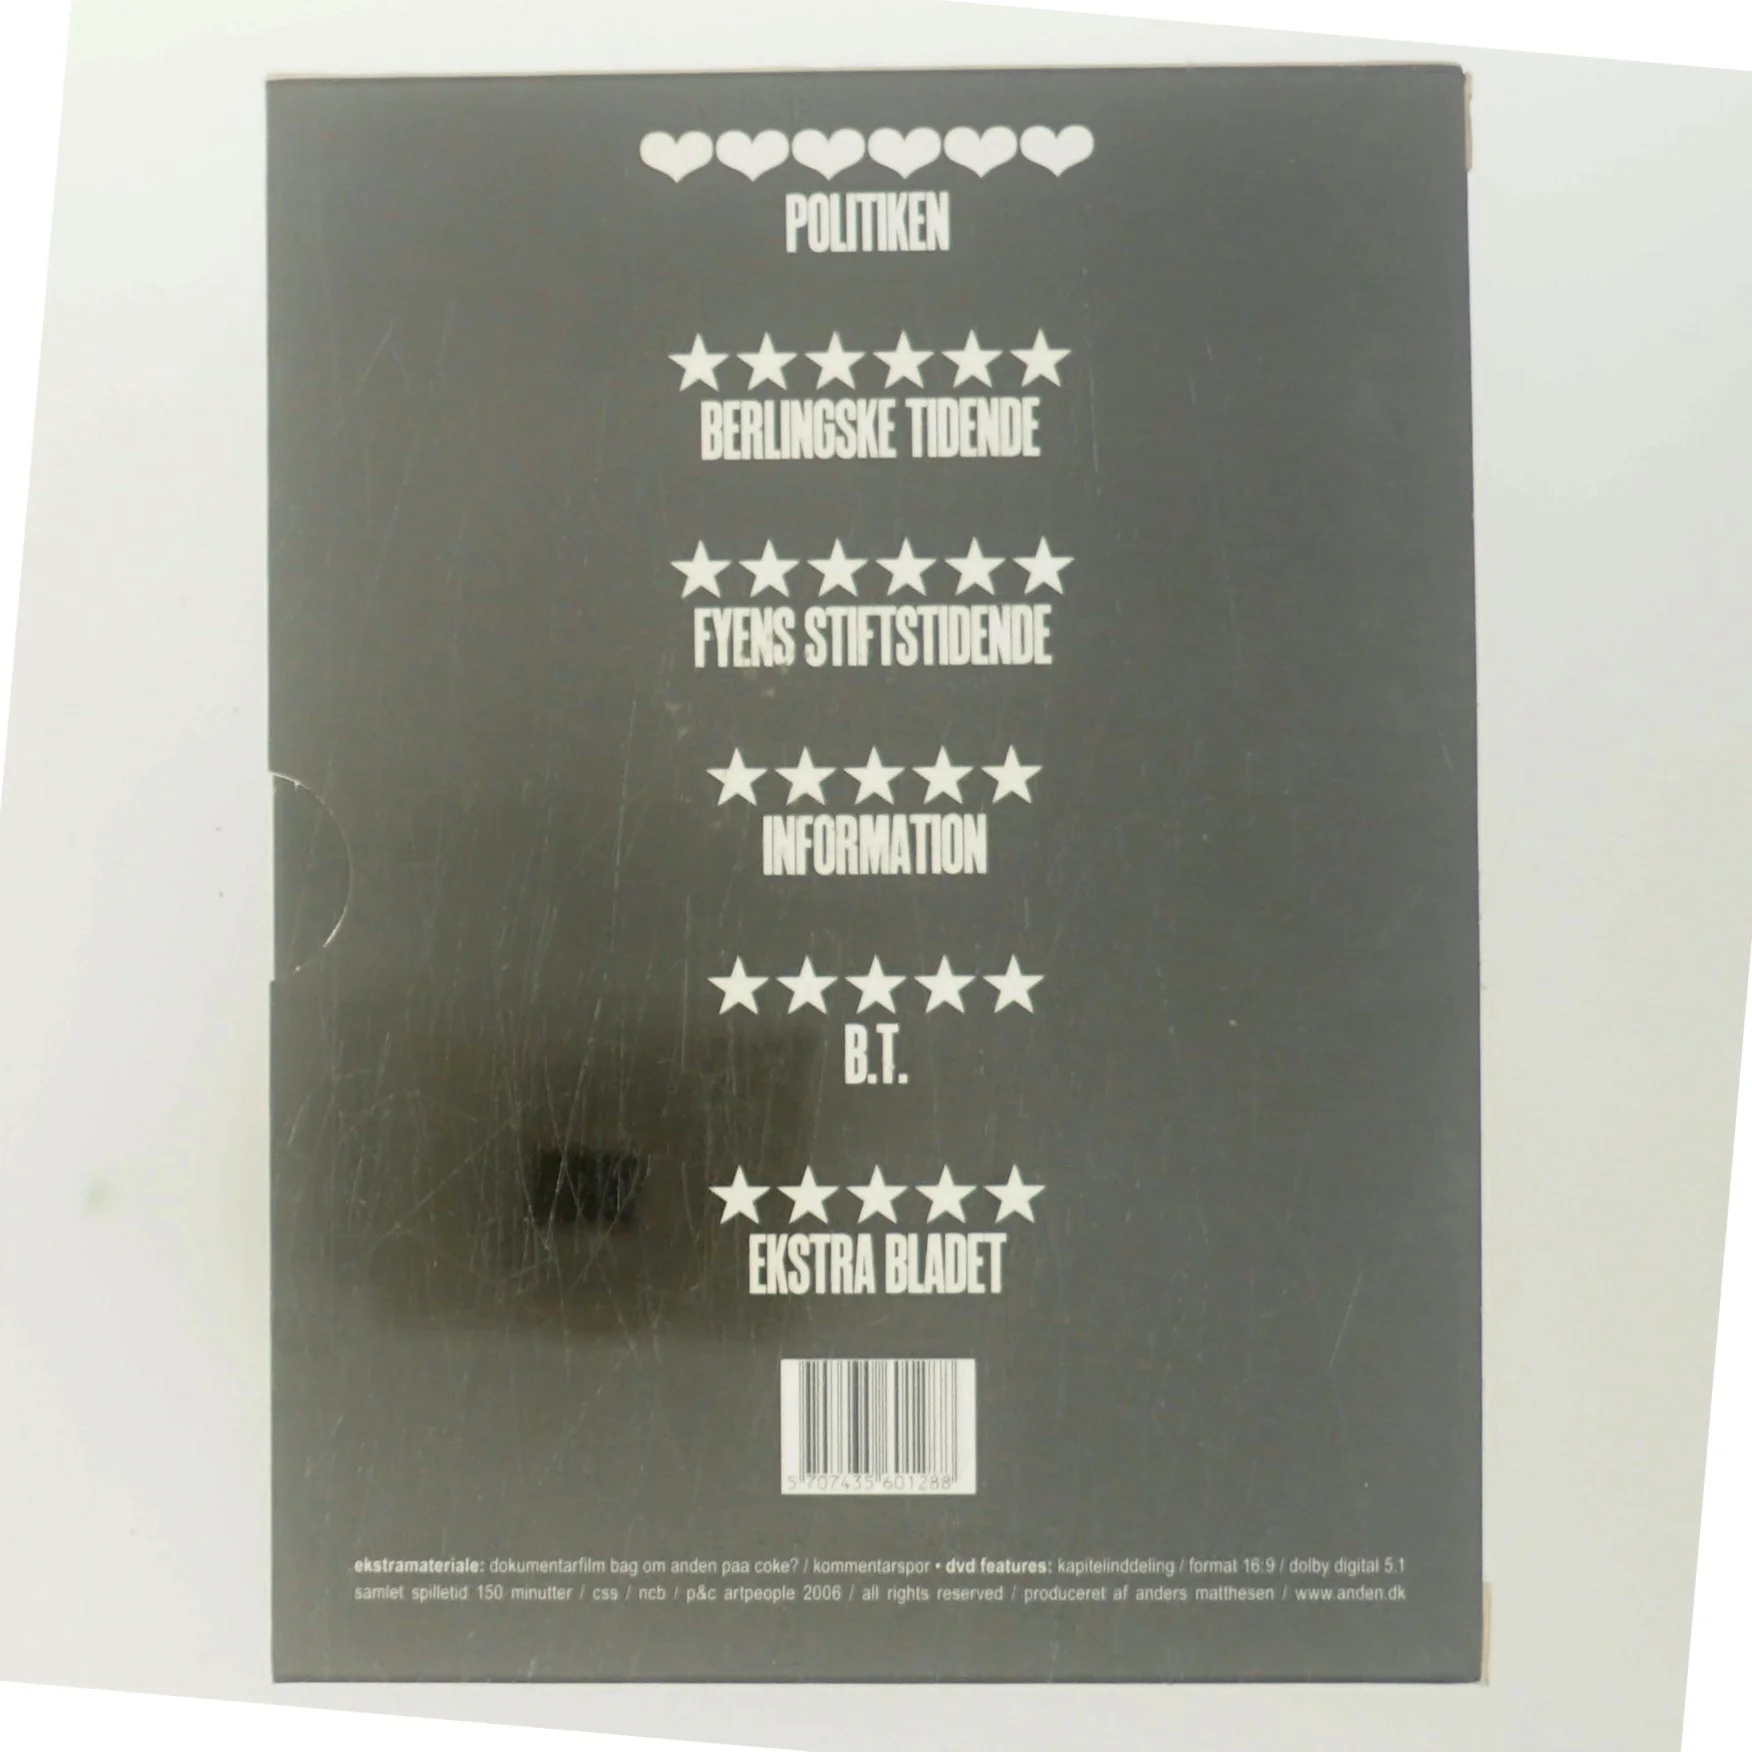 POLITIKEN
BERLINGSKE TIDENDE
FYENS STIFTSTIDENDE
INFORMATION
B.T.
EKSTRA BLADET
5 707435 601288
ekstramateriale: dokumentarfilm bag om anden paa coke? / kommentarspor • dvd features: kapitelinddeling / format 16:9 / dolby digital 5.1
samlet spilletid 150 minutter / css / ncb / p&c artpeople 2006 / all rights reserved / produceret af anders matthesen / www.anden.dk